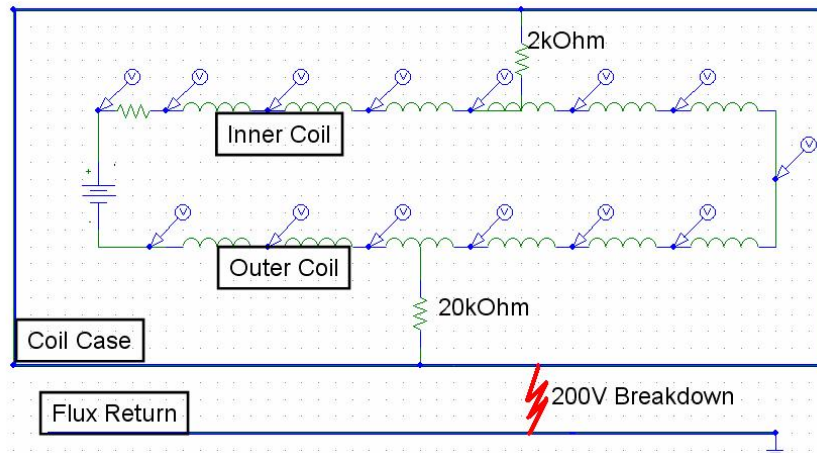 2kOhm
V V V V V V V
Inner Coil
V
+
V V V V V V
Outer Coil
20kOhm
Coil Case
200V Breakdown
Flux Return